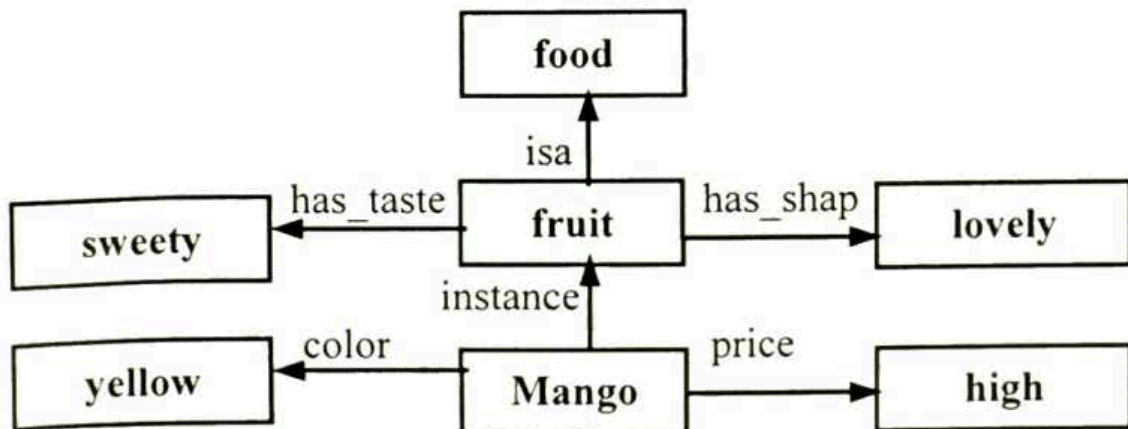 food
isa
has_taste
fruit
has_shap
sweety
lovely
instance
color
price
yellow
Mango
high